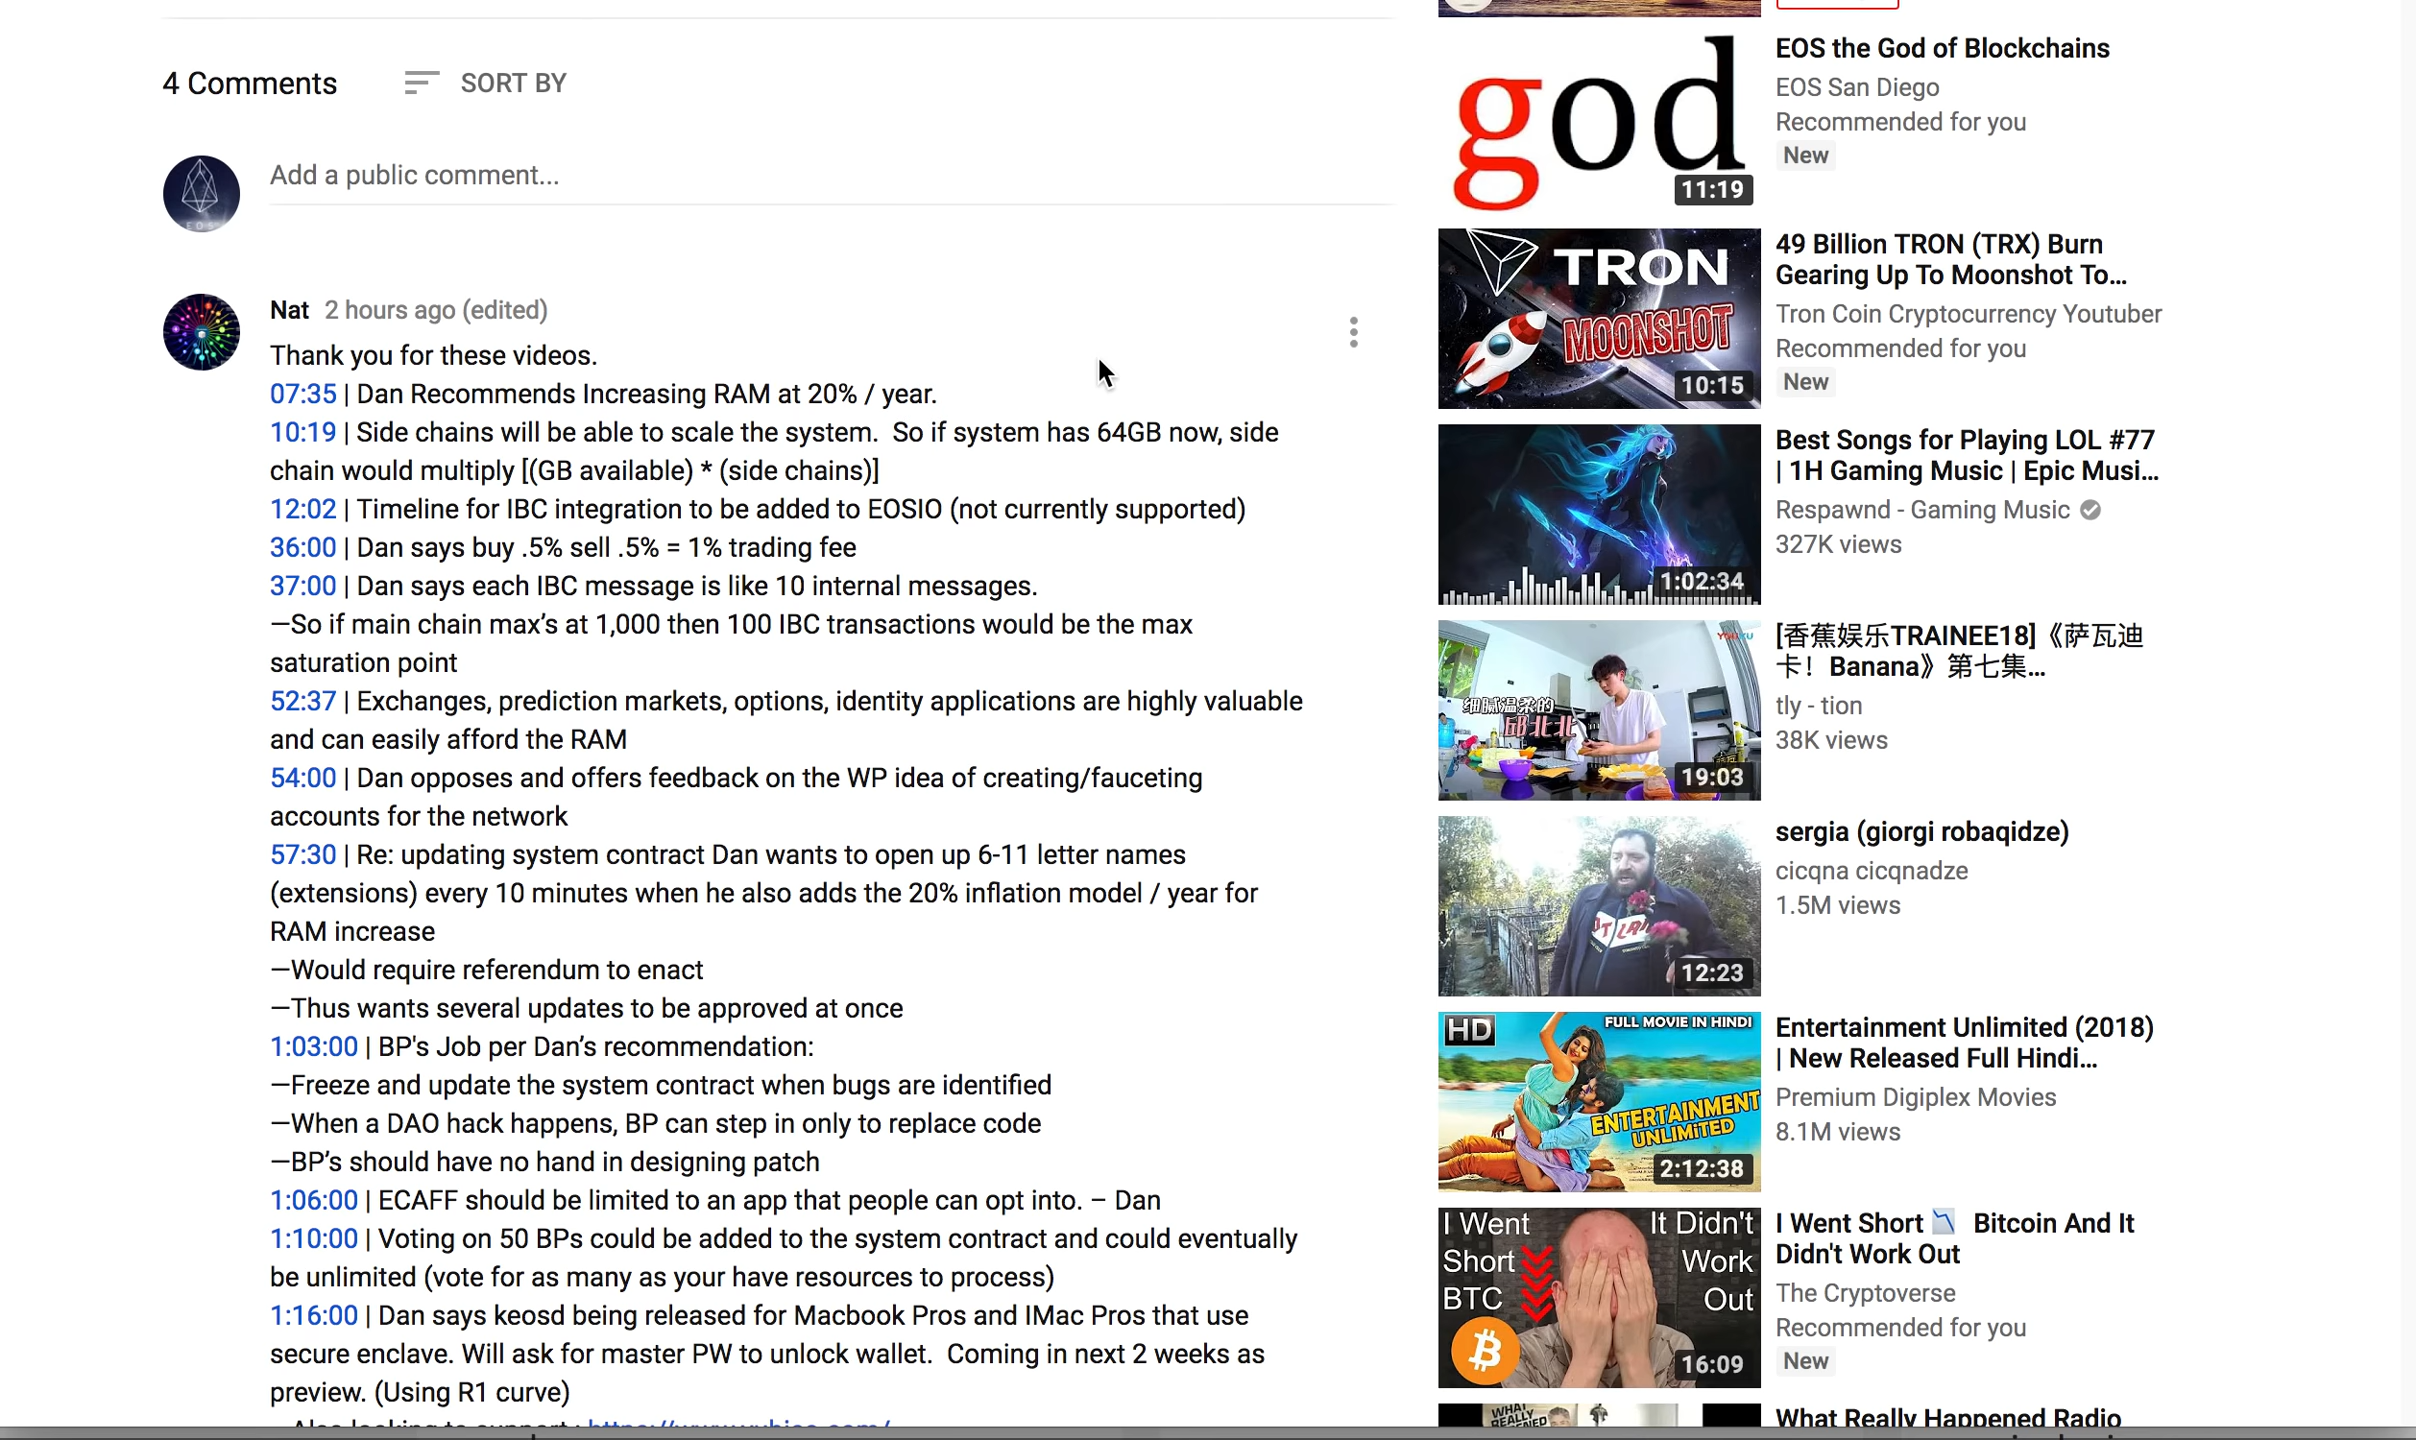 4 Comments
SORT BY
Add a public comment...
EOS
Nat 2 hours ago (edited)
Thank you for these videos.
07:35 | Dan Recommends Increasing RAM at 20% / year.
10:19 | Side chains will be able to scale the system.  So if system has 64GB now, side
chain would multiply [(GB available) * (side chains)]
12:02 | Timeline for IBC integration to be added to EOSIO (not currently supported)
36:00 | Dan says buy .5% sell .5% = 1% trading fee
37:00 | Dan says each IBC message is like 10 internal messages.
—So if main chain max’s at 1,000 then 100 IBC transactions would be the max
saturation point
52:37 | Exchanges, prediction markets, options, identity applications are highly valuable
and can easily afford the RAM
54:00 | Dan opposes and offers feedback on the WP idea of creating/fauceting
accounts for the network
57:30 | Re: updating system contract Dan wants to open up 6-11 letter names
(extensions) every 10 minutes when he also adds the 20% inflation model / year for
RAM increase
—Would require referendum to enact
—Thus wants several updates to be approved at once
1:03:00 | BP's Job per Dan’s recommendation:
—Freeze and update the system contract when bugs are identified
—When a DAO hack happens, BP can step in only to replace code
—BP’s should have no hand in designing patch
1:06:00 | ECAFF should be limited to an app that people can opt into. – Dan
1:10:00 | Voting on 50 BPs could be added to the system contract and could eventually
be unlimited (vote for as many as your have resources to process)
1:16:00 | Dan says keosd being released for Macbook Pros and IMac Pros that use
secure enclave. Will ask for master PW to unlock wallet.  Coming in next 2 weeks as
preview. (Using R1 curve)
god
11:19
EOS the God of Blockchains
EOS San Diego
Recommended for you
New
TRON
MOONSHOT
10:15
49 Billion TRON (TRX) Burn
Gearing Up To Moonshot To...
Tron Coin Cryptocurrency Youtuber
Recommended for you
New
1:02:34
Best Songs for Playing LOL #77
| 1H Gaming Music | Epic Musi...
Respawnd - Gaming Music
327K views
细腻温柔的
邱北北
19:03
[香蕉娱乐TRAINEE18]《萨瓦迪
卡！Banana》第七集...
tly - tion
38K views
12:23
sergia (giorgi robaqidze)
cicqna cicqnadze
1.5M views
HD
FULL MOVIE IN HINDI
ENTERTAINMENT
UNLIMITED
2:12:38
Entertainment Unlimited (2018)
| New Released Full Hindi...
Premium Digiplex Movies
8.1M views
I Went
Short
BTC
It Didn't
Work
Out
16:09
I Went Short 📉 Bitcoin And It
Didn't Work Out
The Cryptoverse
Recommended for you
New
WHAT
REALLY
What Really Happened Radio